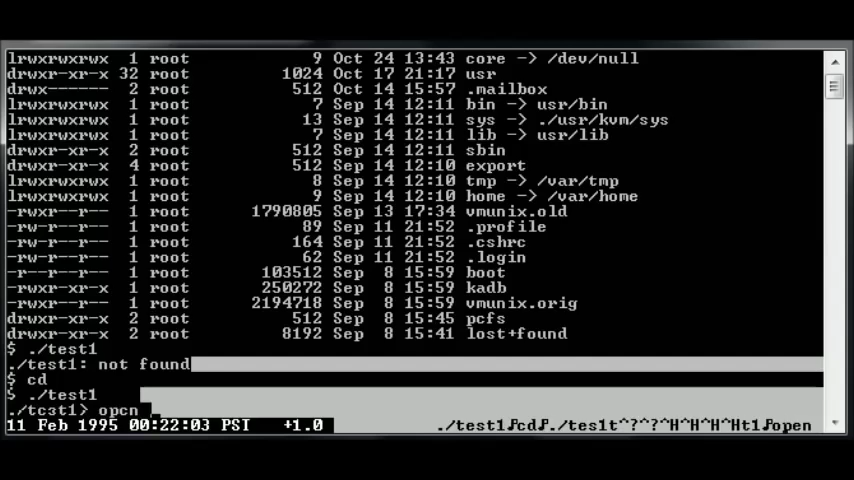 lrwxrwxrwx 1 root 9 Oct 24 13:43 core -> /dev/null
drwxr-xr-x 32 root 1024 Oct 17 21:17 usr
drwx------ 2 root 512 Oct 14 15:57 .mailbox
lrwxrwxrwx 1 root 7 Sep 14 12:11 bin -> usr/bin
lrwxrwxrwx 1 root 13 Sep 14 12:11 sys -> ./usr/kvm/sys
lrwxrwxrwx 1 root 7 Sep 14 12:11 lib -> usr/lib
drwxr-xr-x 2 root 512 Sep 14 12:11 sbin
drwxr-xr-x 4 root 512 Sep 14 12:10 export
lrwxrwxrwx 1 root 8 Sep 14 12:10 tmp -> /var/tmp
lrwxrwxrwx 1 root 9 Sep 14 12:10 home -> /var/home
-rwxr--r-- 1 root 1790805 Sep 13 17:34 vmunix.old
-rw-r--r-- 1 root 89 Sep 11 21:52 .profile
-rw-r--r-- 1 root 164 Sep 11 21:52 .cshrc
-rw-r--r-- 1 root 62 Sep 11 21:52 .login
-r--r--r-- 1 root 103512 Sep 8 15:59 boot
-rwxr-xr-x 1 root 250272 Sep 8 15:59 kadb
-rwxr-xr-x 1 root 2194718 Sep 8 15:59 vmunix.orig
drwxr-xr-x 2 root 512 Sep 8 15:45 pcfs
drwxr-xr-x 2 root 8192 Sep 8 15:41 lost+found
$ ./test1
./test1: not found
$ cd
$ ./test1
./tc3t1> opcn
11 Feb 1995 00:22:03 PSI +1.0 ./test1♪cd♪./tes1t^?^?^H^H^H^Ht1♪open